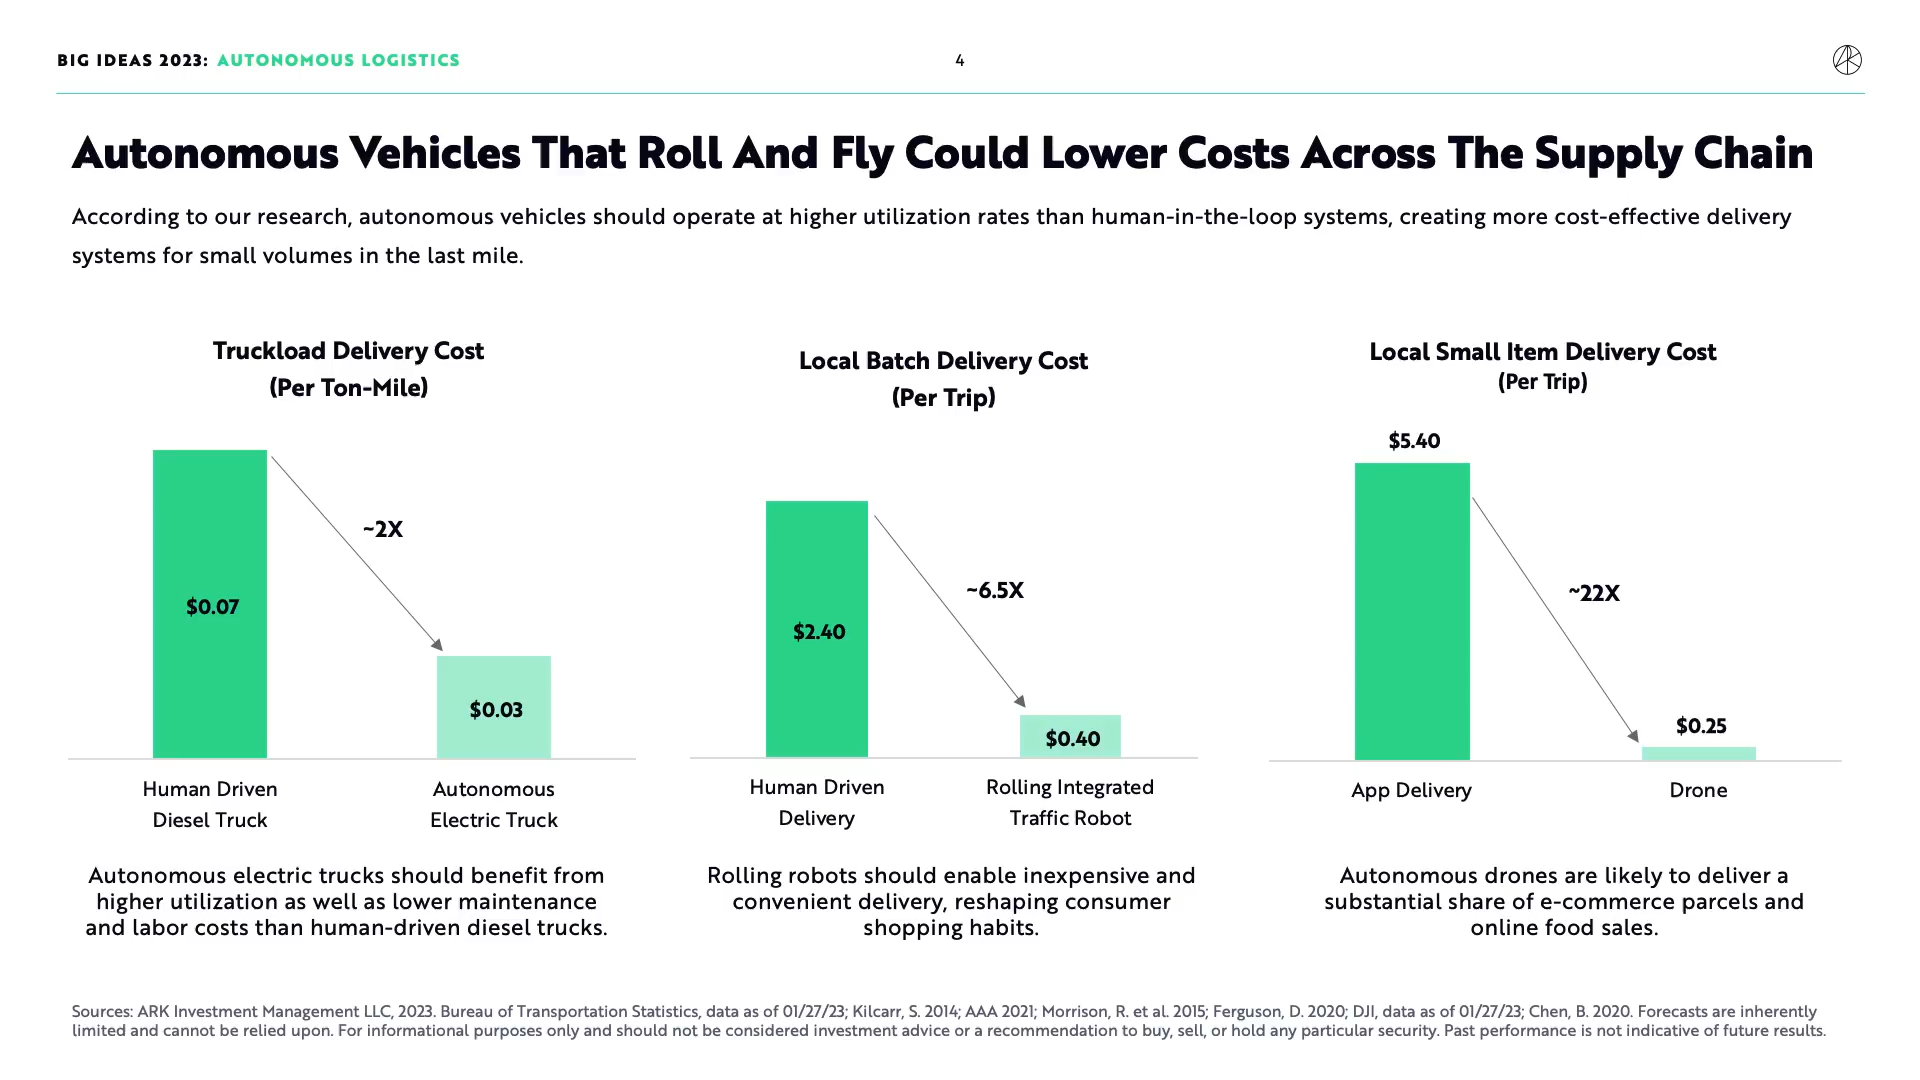 BIG IDEAS 2023: AUTONOMOUS LOGISTICS
4
Autonomous Vehicles That Roll And Fly Could Lower Costs Across The Supply Chain
According to our research, autonomous vehicles should operate at higher utilization rates than human-in-the-loop systems, creating more cost-effective delivery
systems for small volumes in the last mile.
Truckload Delivery Cost
(Per Ton-Mile)
~2X
$0.07
$0.03
Human Driven
Diesel Truck
Autonomous
Electric Truck
Autonomous electric trucks should benefit from
higher utilization as well as lower maintenance
and labor costs than human-driven diesel trucks.
Local Batch Delivery Cost
(Per Trip)
~6.5X
$2.40
$0.40
Human Driven
Delivery
Rolling Integrated
Traffic Robot
Rolling robots should enable inexpensive and
convenient delivery, reshaping consumer
shopping habits.
Local Small Item Delivery Cost
(Per Trip)
$5.40
~22X
$0.25
App Delivery
Drone
Autonomous drones are likely to deliver a
substantial share of e-commerce parcels and
online food sales.
Sources: ARK Investment Management LLC, 2023. Bureau of Transportation Statistics, data as of 01/27/23; Kilcarr, S. 2014; AAA 2021; Morrison, R. et al. 2015; Ferguson, D. 2020; DJI, data as of 01/27/23; Chen, B. 2020. Forecasts are inherently
limited and cannot be relied upon. For informational purposes only and should not be considered investment advice or a recommendation to buy, sell, or hold any particular security. Past performance is not indicative of future results.